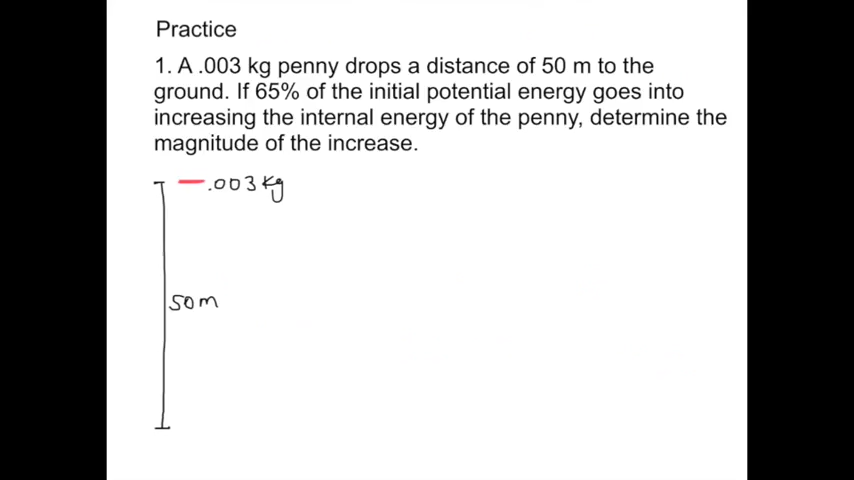 Practice
1. A .003 kg penny drops a distance of 50 m to the
ground. If 65% of the initial potential energy goes into
increasing the internal energy of the penny, determine the
magnitude of the increase.
.003 kg
50 m